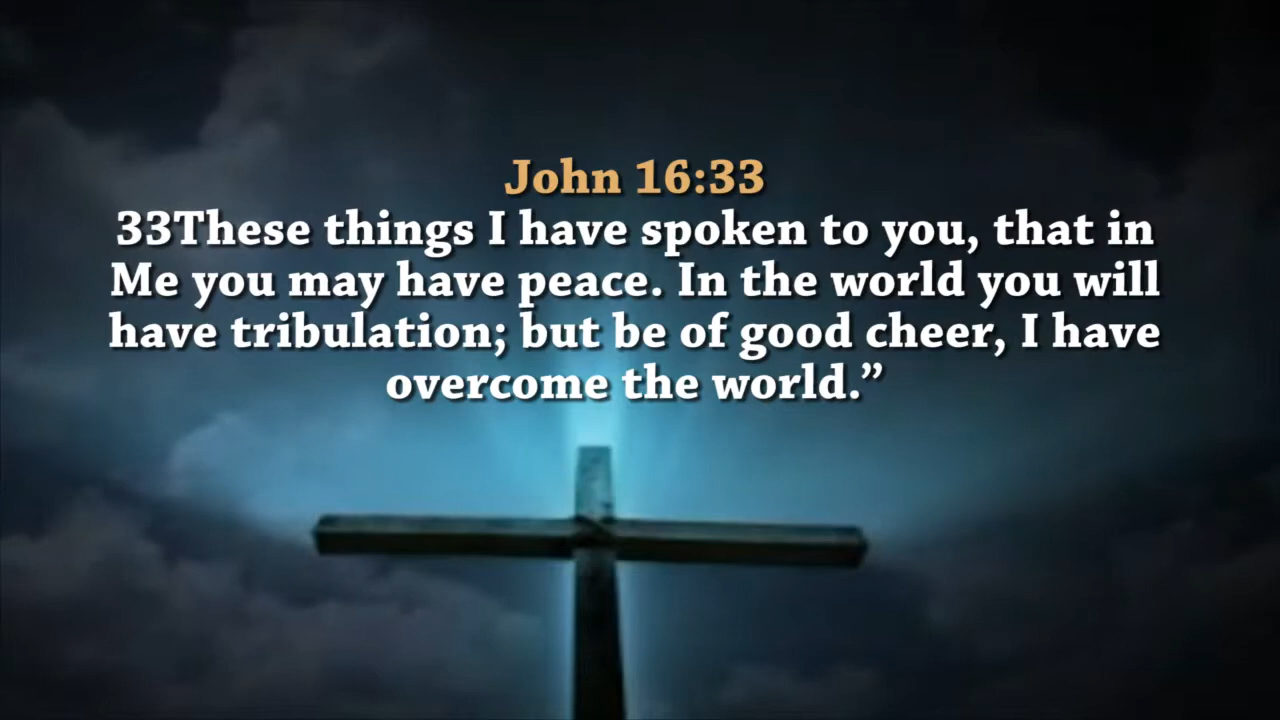 John 16:33
33These things I have spoken to you, that in
Me you may have peace. In the world you will
have tribulation; but be of good cheer, I have
overcome the world.”